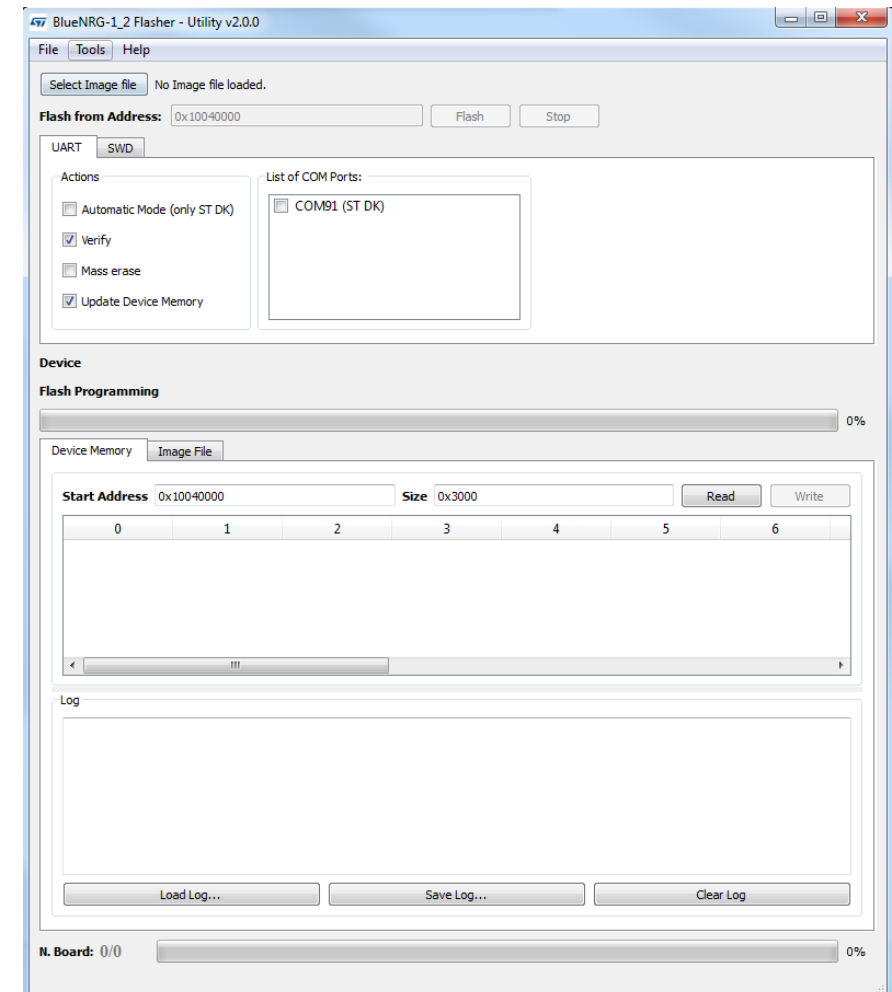 BlueNRG-1_2 Flasher - Utility v2.0.0
File Tools Help
Select Image file No Image file loaded.
Flash from Address: 0x10040000 Flash Stop
UART SWD
Actions
Automatic Mode (only ST DK)
Verify
Mass erase
Update Device Memory
List of COM Ports:
COM91 (ST DK)
Device
Flash Programming
0%
Device Memory Image File
Start Address 0x10040000 Size 0x3000 Read Write
0 1 2 3 4 5 6
Log
Load Log... Save Log... Clear Log
N. Board: 0/0 0%